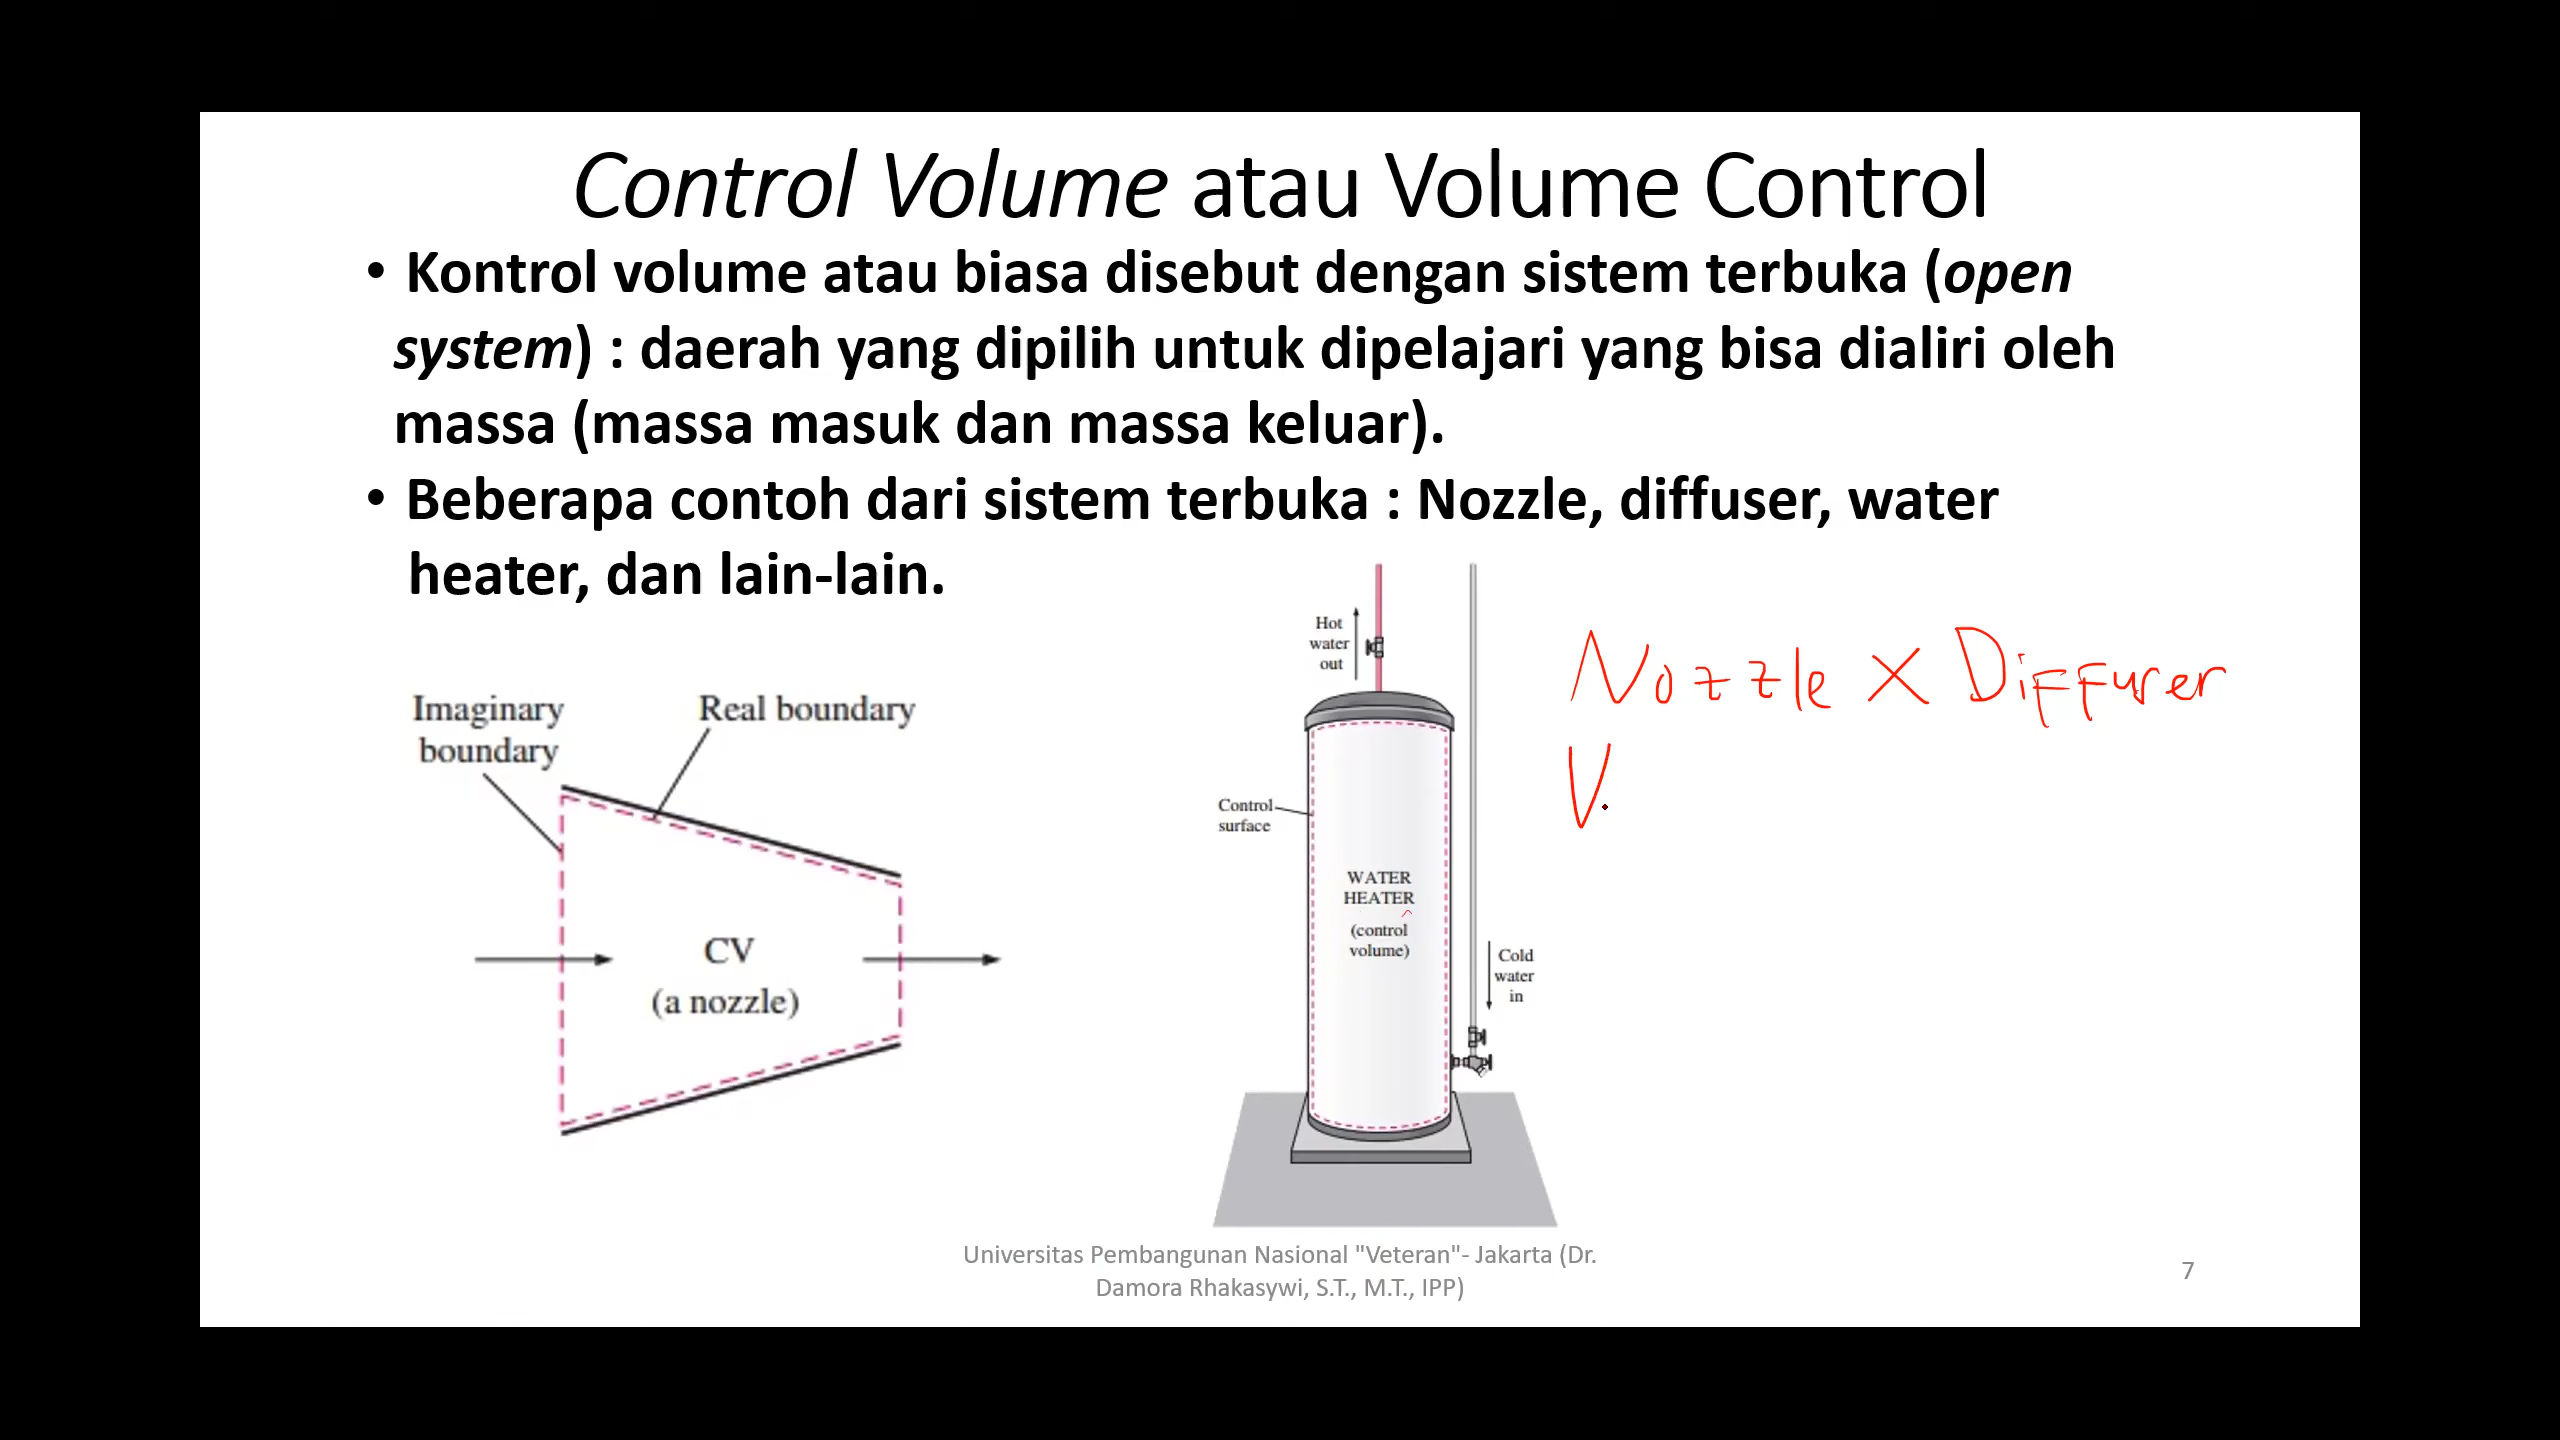 Control Volume atau Volume Control
• Kontrol volume atau biasa disebut dengan sistem terbuka (open
system) : daerah yang dipilih untuk dipelajari yang bisa dialiri oleh
massa (massa masuk dan massa keluar).
• Beberapa contoh dari sistem terbuka : Nozzle, diffuser, water
heater, dan lain-lain.
Imaginary
boundary
Real boundary
CV
(a nozzle)
Hot
water
out
Control
surface
WATER
HEATER
(control
volume)
Cold
water
in
Nozzle X Diffuser
V.
Universitas Pembangunan Nasional "Veteran"- Jakarta (Dr.
Damora Rhakasywi, S.T., M.T., IPP)
7